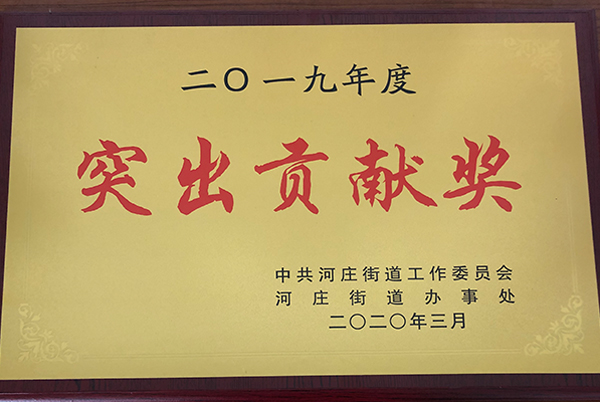 二〇一九年度
突出贡献奖
中共河庄街道工作委员会
河庄街道办事处
二〇二〇年三月